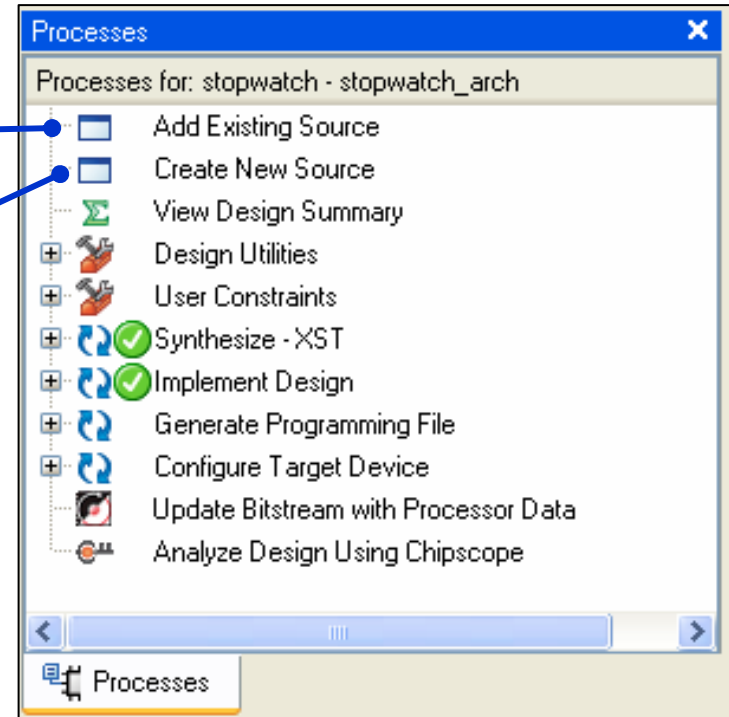 Processes
Processes for: stopwatch - stopwatch_arch
Add Existing Source
Create New Source
View Design Summary
Design Utilities
User Constraints
Synthesize - XST
Implement Design
Generate Programming File
Configure Target Device
Update Bitstream with Processor Data
Analyze Design Using Chipscope
Processes